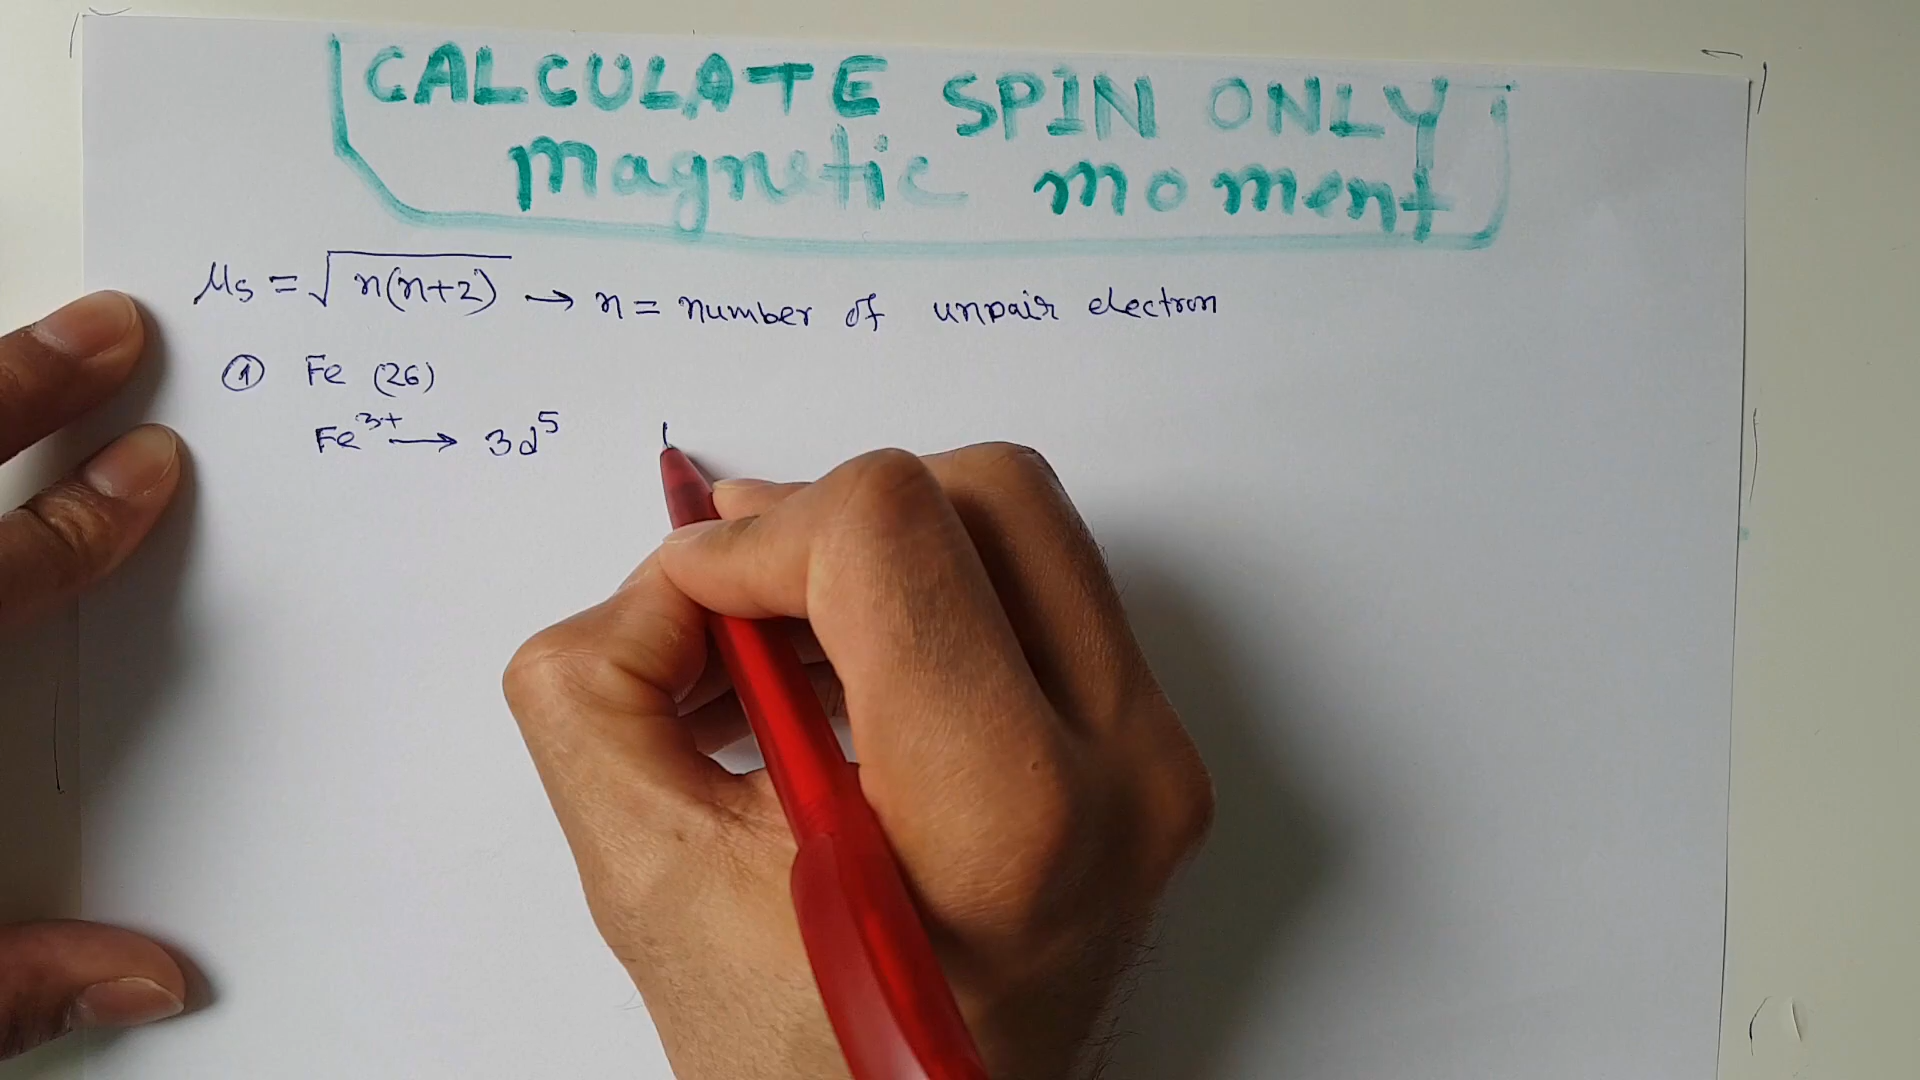 CALCULATE SPIN ONLY
magnetic moment
μs = √n(n+2) → n = number of unpair electron
① Fe (26)
Fe³⁺ → 3d⁵